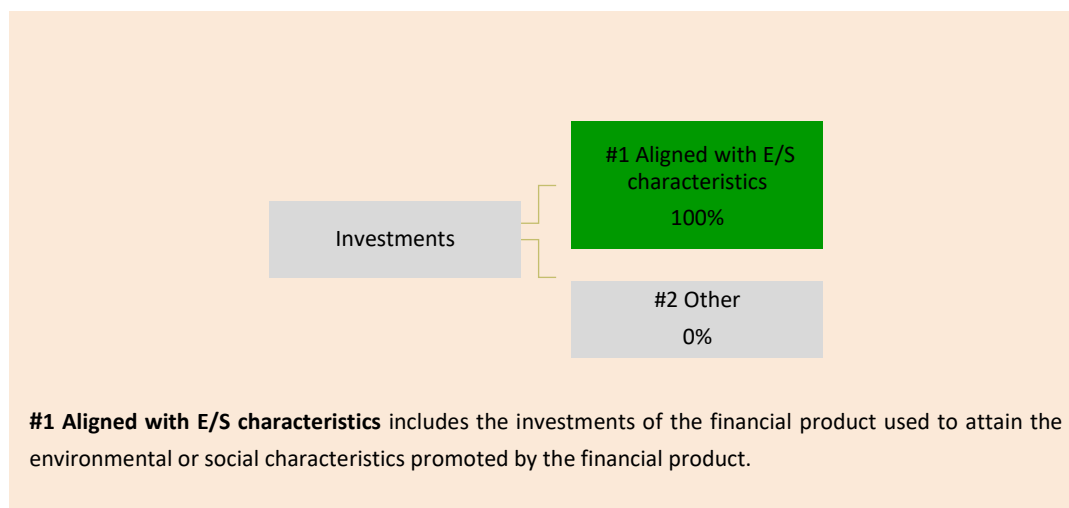 #1 Aligned with E/S
characteristics
100%
Investments
#2 Other
0%
#1 Aligned with E/S characteristics includes the investments of the financial product used to attain the
environmental or social characteristics promoted by the financial product.